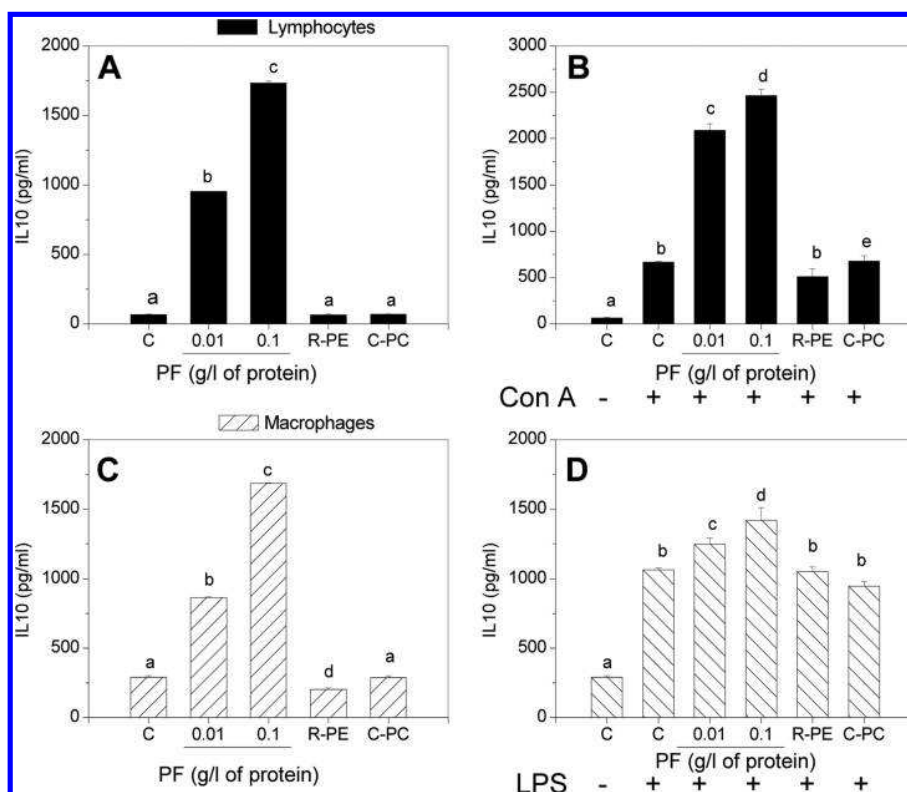 Lymphocytes
A
IL10 (pg/ml)
2000
1500
1000
500
0
a
b
c
a
a
C 0.01 0.1 R-PE C-PC
PF (g/l of protein)
B
IL10 (pg/ml)
3000
2500
2000
1500
1000
500
0
a
b
c
d
b
e
C C 0.01 0.1 R-PE C-PC
PF (g/l of protein)
Con A - + + + + +
Macrophages
C
IL10 (pg/ml)
2000
1500
1000
500
0
a
b
c
d
a
C 0.01 0.1 R-PE C-PC
PF (g/l of protein)
D
IL10 (pg/ml)
2000
1500
1000
500
0
a
b
c
d
b
b
C C 0.01 0.1 R-PE C-PC
PF (g/l of protein)
LPS - + + + + +